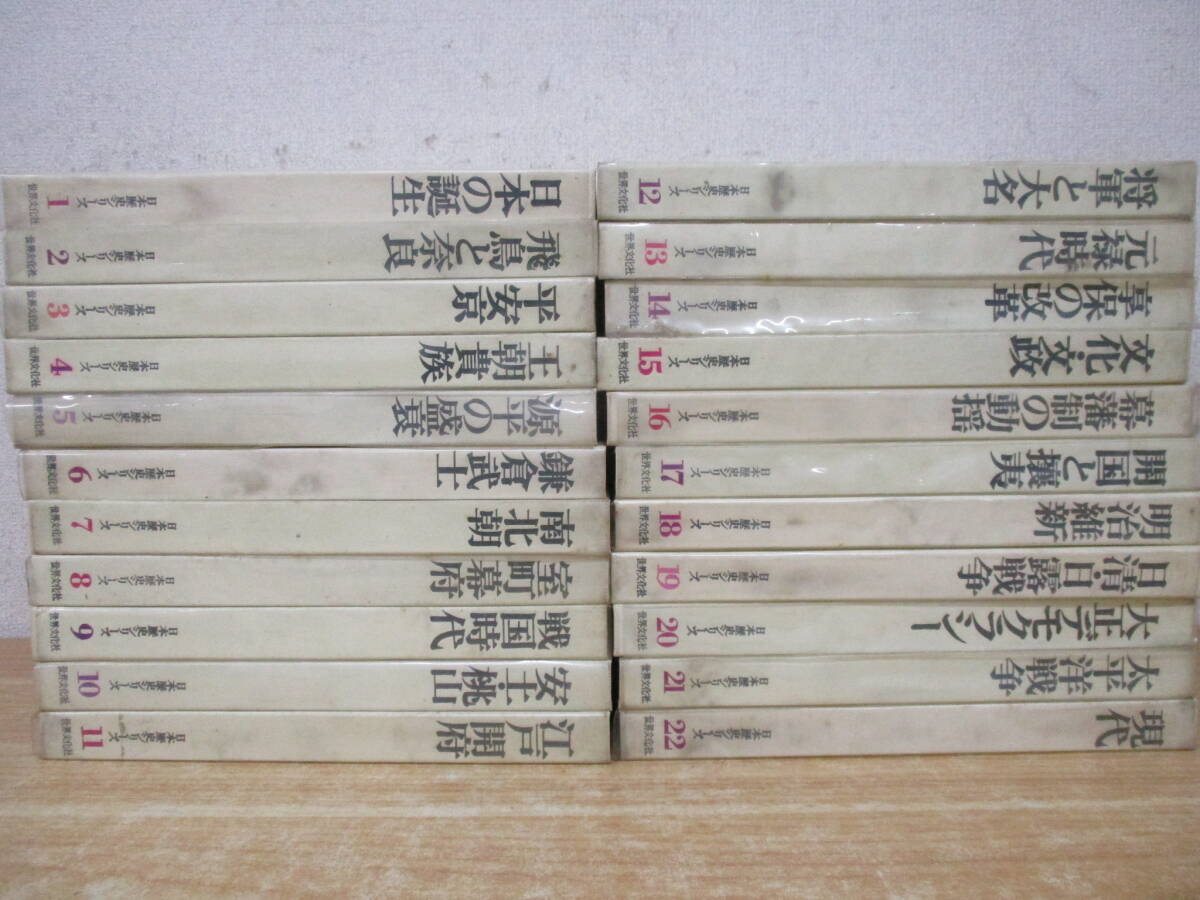 日本の誕生 日本歴史シリーズ 1 世界文化社
飛鳥と奈良 日本歴史シリーズ 2 世界文化社
平安京 日本歴史シリーズ 3 世界文化社
王朝貴族 日本歴史シリーズ 4 世界文化社
源平の盛衰 日本歴史シリーズ 5 世界文化社
鎌倉武士 日本歴史シリーズ 6 世界文化社
南北朝 日本歴史シリーズ 7 世界文化社
室町幕府 日本歴史シリーズ 8 世界文化社
戦国時代 日本歴史シリーズ 9 世界文化社
安土・桃山 日本歴史シリーズ 10 世界文化社
江戸開府 日本歴史シリーズ 11 世界文化社
将軍と大名 日本歴史シリーズ 12 世界文化社
元禄時代 日本歴史シリーズ 13 世界文化社
享保の改革 日本歴史シリーズ 14 世界文化社
文化・文政 日本歴史シリーズ 15 世界文化社
幕藩制の動揺 日本歴史シリーズ 16 世界文化社
開国と攘夷 日本歴史シリーズ 17 世界文化社
明治維新 日本歴史シリーズ 18 世界文化社
日清・日露戦争 日本歴史シリーズ 19 世界文化社
大正デモクラシー 日本歴史シリーズ 20 世界文化社
太平洋戦争 日本歴史シリーズ 21 世界文化社
現代 日本歴史シリーズ 22 世界文化社